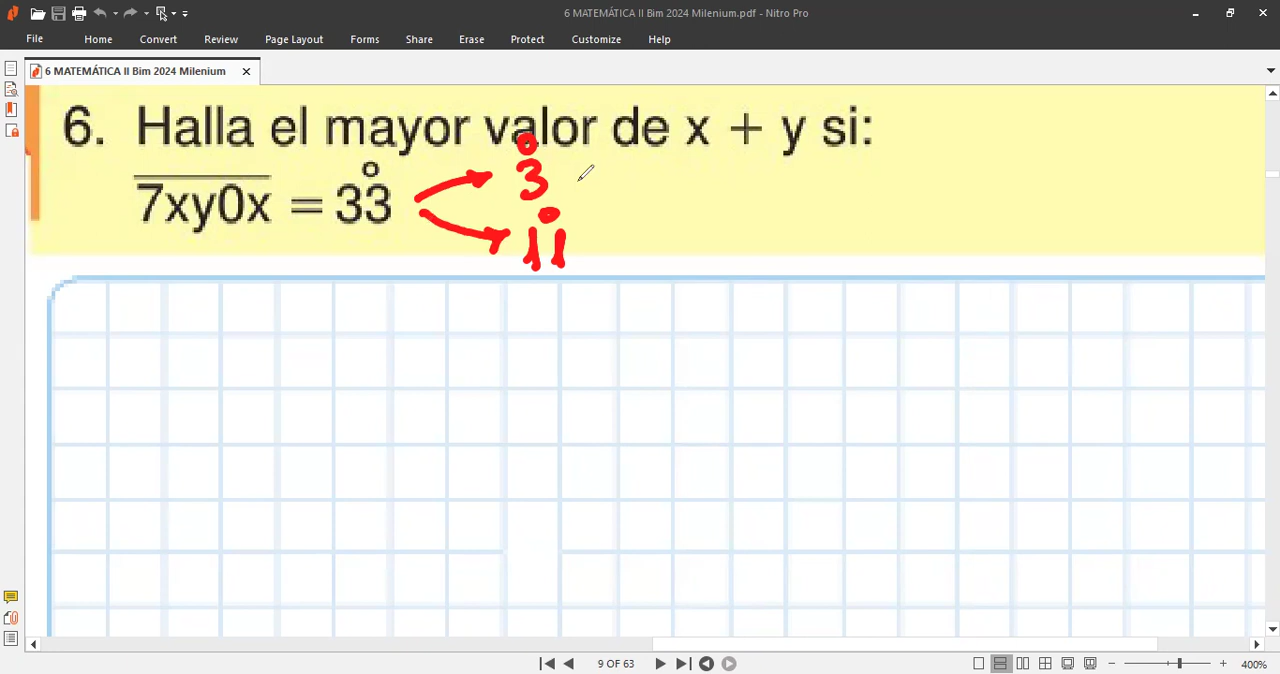 6 MATEMÁTICA II Bim 2024 Milenium.pdf - Nitro Pro
File Home Convert Review Page Layout Forms Share Erase Protect Customize Help
6 MATEMÁTICA II Bim 2024 Milenium
6. Halla el mayor valor de x + y si:
7xy0x = 33
3
11
9 OF 63
400%